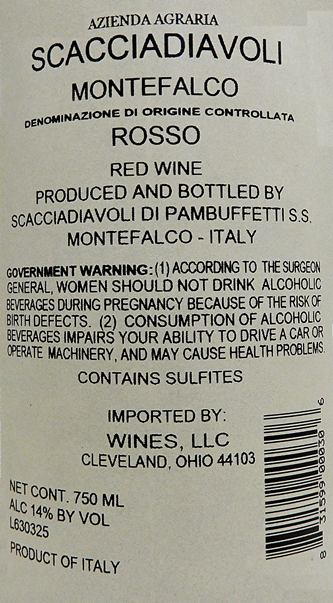 AZIENDA AGRARIA
SCACCIADIAVOLI
MONTEFALCO
DENOMINAZIONE DI ORIGINE CONTROLLATA
ROSSO
RED WINE
PRODUCED AND BOTTLED BY
SCACCIADIAVOLI DI PAMBUFFETTI S.S.
MONTEFALCO - ITALY
GOVERNMENT WARNING: (1) ACCORDING TO THE SURGEON
GENERAL, WOMEN SHOULD NOT DRINK ALCOHOLIC
BEVERAGES DURING PREGNANCY BECAUSE OF THE RISK OF
BIRTH DEFECTS. (2) CONSUMPTION OF ALCOHOLIC
BEVERAGES IMPAIRS YOUR ABILITY TO DRIVE A CAR OR
OPERATE MACHINERY, AND MAY CAUSE HEALTH PROBLEMS.
CONTAINS SULFITES
IMPORTED BY:
WINES, LLC
CLEVELAND, OHIO 44103
NET CONT. 750 ML
ALC 14% BY VOL
L630325
PRODUCT OF ITALY
8 31599 00030 6